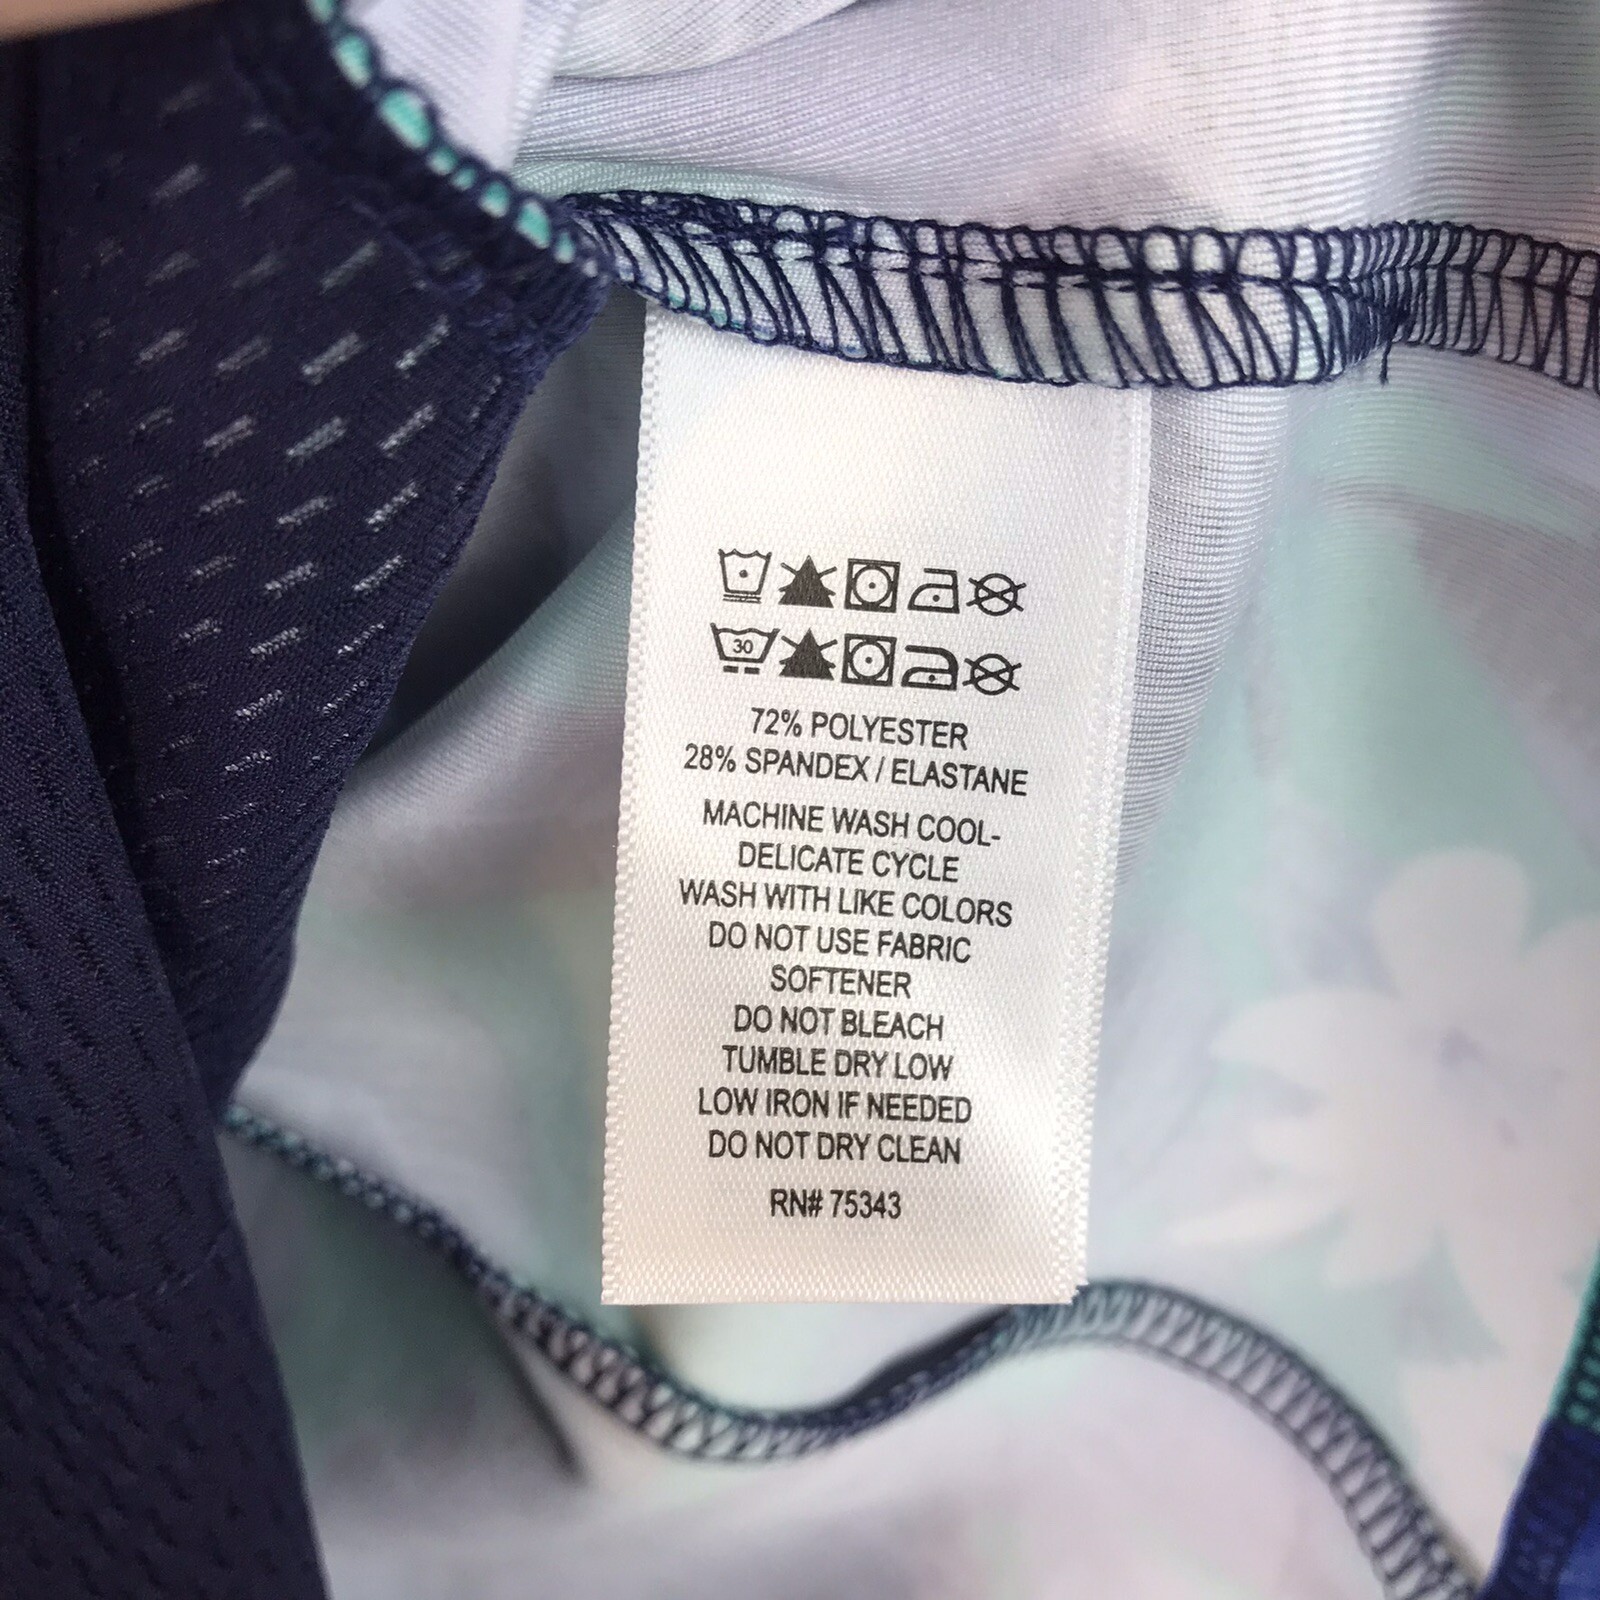 30
72% POLYESTER
28% SPANDEX / ELASTANE
MACHINE WASH COOL-
DELICATE CYCLE
WASH WITH LIKE COLORS
DO NOT USE FABRIC
SOFTENER
DO NOT BLEACH
TUMBLE DRY LOW
LOW IRON IF NEEDED
DO NOT DRY CLEAN
RN# 75343